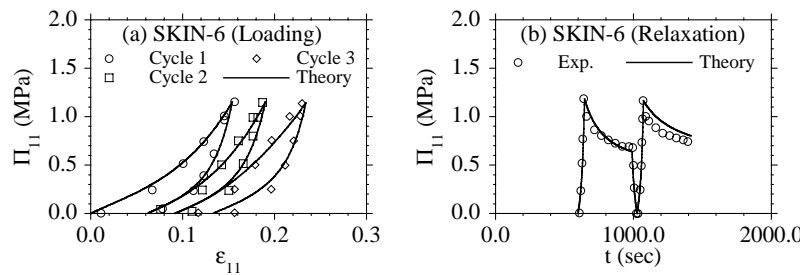 (a) SKIN-6 (Loading)
Cycle 1
Cycle 3
Cycle 2
Theory
2.0
1.5
1.0
0.5
0.0
Π11 (MPa)
0.0
0.1
0.2
0.3
ε11
(b) SKIN-6 (Relaxation)
Exp.
Theory
2.0
1.5
1.0
0.5
0.0
Π11 (MPa)
0.0
1000.0
2000.0
t (sec)